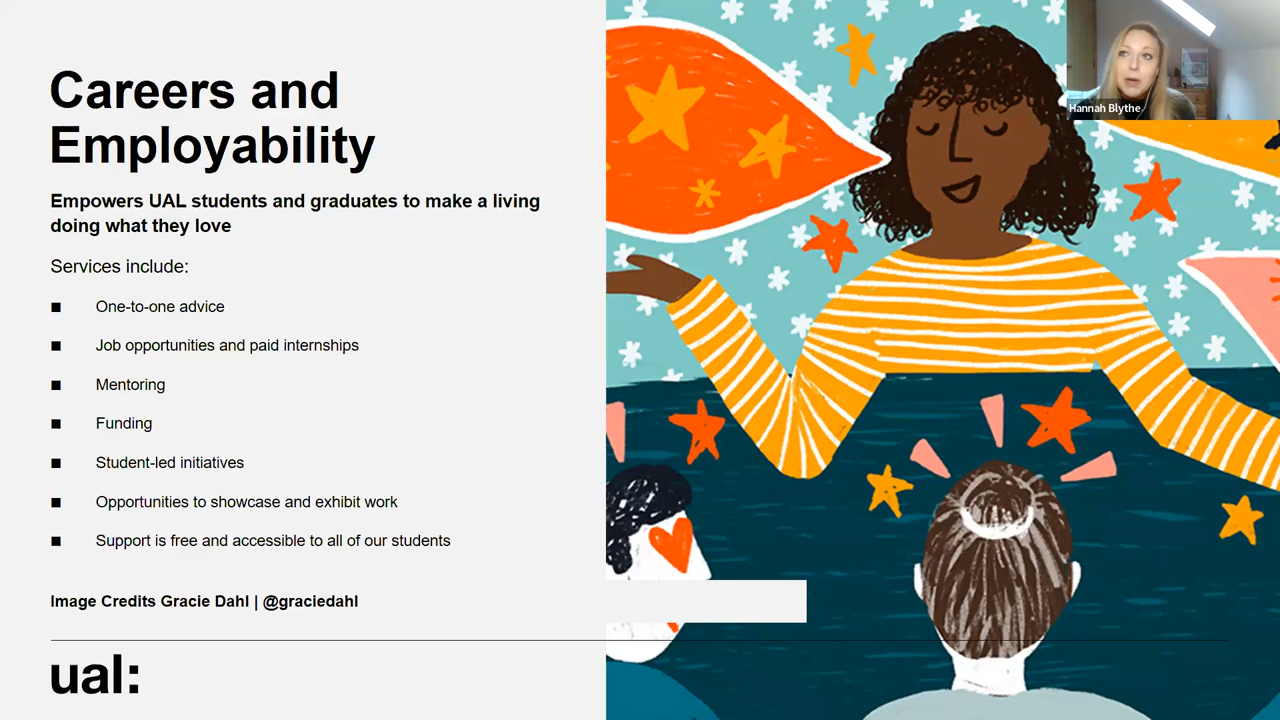 Careers and
Employability
Empowers UAL students and graduates to make a living
doing what they love
Services include:
■ One-to-one advice
■ Job opportunities and paid internships
■ Mentoring
■ Funding
■ Student-led initiatives
■ Opportunities to showcase and exhibit work
■ Support is free and accessible to all of our students
Image Credits Gracie Dahl | @graciedahl
ual:
Hannah Blythe